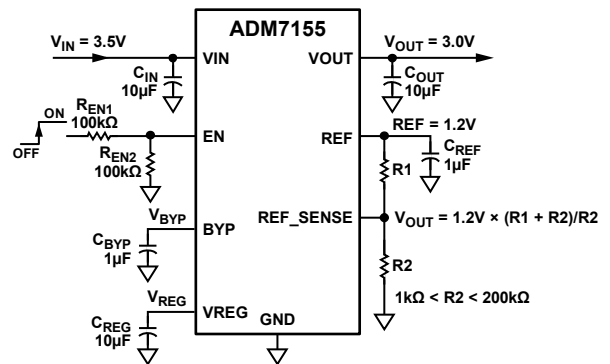 ADM7155
V_IN = 3.5V
VIN
VOUT
V_OUT = 3.0V
C_IN
10µF
C_OUT
10µF
ON
OFF
R_EN1
100kΩ
EN
R_EN2
100kΩ
REF
REF = 1.2V
C_REF
1µF
R1
V_BYP
BYP
C_BYP
1µF
REF_SENSE
V_OUT = 1.2V × (R1 + R2)/R2
R2
1kΩ < R2 < 200kΩ
V_REG
VREG
C_REG
10µF
GND